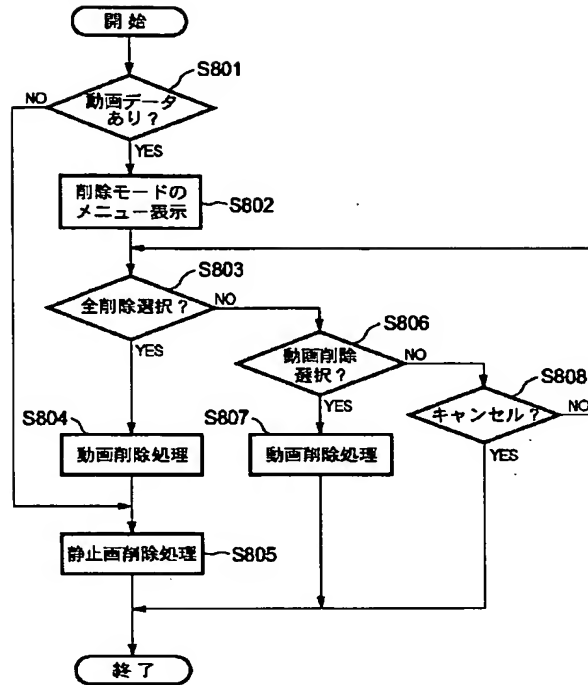 開始
S801
NO
動画データ
あり?
YES
削除モードの
メニュー表示
S802
S803
全削除選択?
NO
YES
S806
動画削除
選択?
NO
YES
S808
キャンセル?
NO
YES
S804
動画削除処理
S807
動画削除処理
静止画削除処理
S805
終了